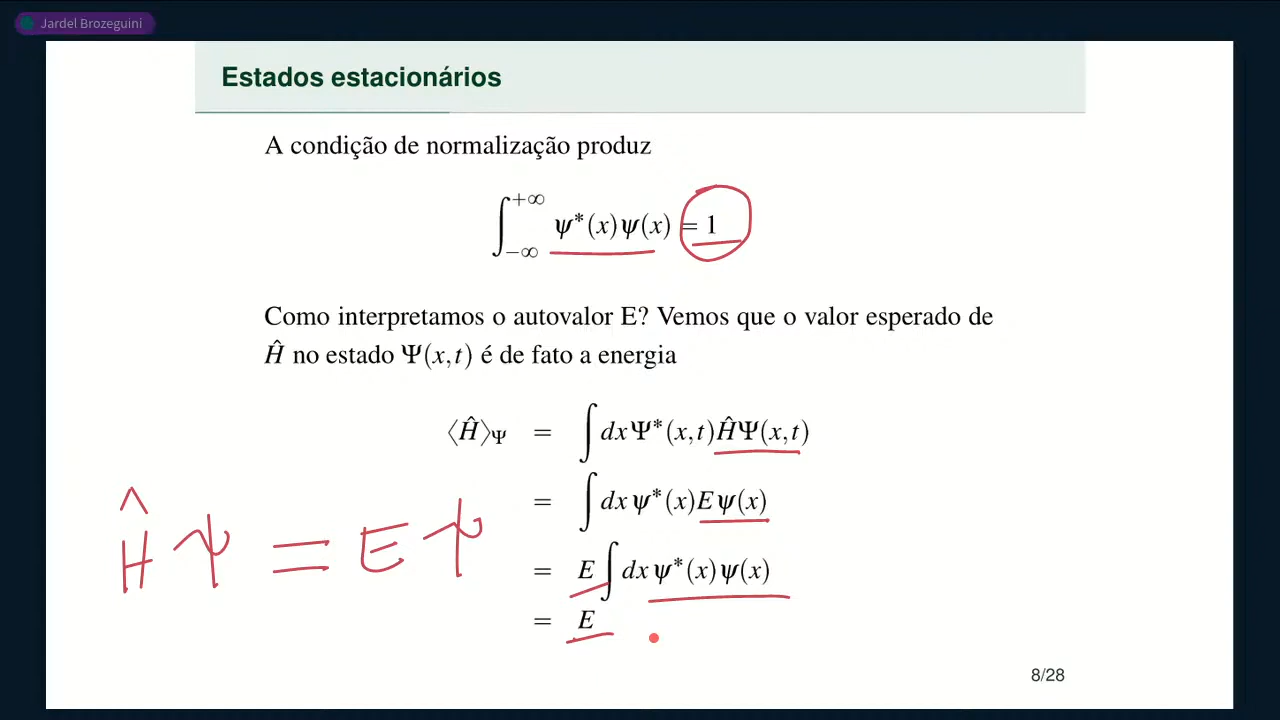 Jardel Brozeguini
Estados estacionários
A condição de normalização produz
∫_{−∞}^{+∞} ψ*(x)ψ(x) = 1
Como interpretamos o autovalor E? Vemos que o valor esperado de
Ĥ no estado Ψ(x,t) é de fato a energia
⟨Ĥ⟩_Ψ = ∫ dx Ψ*(x,t)ĤΨ(x,t)
= ∫ dx ψ*(x)Eψ(x)
Ĥψ = Eψ
= E ∫ dx ψ*(x)ψ(x)
= E
8/28